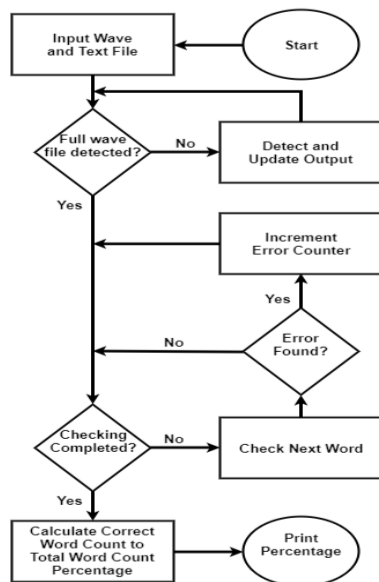 Input Wave
and Text File
Start
Full wave
file detected?
No
Detect and
Update Output
Yes
Increment
Error Counter
Yes
No
Error
Found?
Checking
Completed?
No
Check Next Word
Yes
Calculate Correct
Word Count to
Total Word Count
Percentage
Print
Percentage